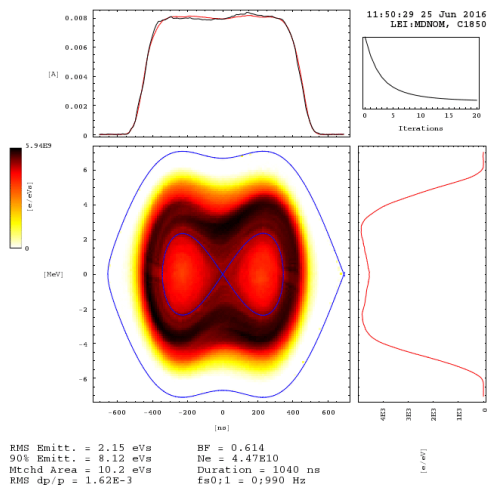 11:50:29 25 Jun 2016
LEI:MDNOM, C1850
0.008
0.006
[A]
0.004
0.002
0
0 5 10 15 20
Iterations
5.94E9
[e/eVs]
0
6
4
2
[MeV]
0
-2
-4
-6
-600 -400 -200 0 200 400 600
[ns]
4E3 3E3 2E3 1E3 0
[e/eV]
RMS Emitt. = 2.15 eVs BF = 0.614
90% Emitt. = 8.12 eVs Ne = 4.47E10
Mtchd Area = 10.2 eVs Duration = 1040 ns
RMS dp/p = 1.62E-3 fs0;1 = 0;990 Hz